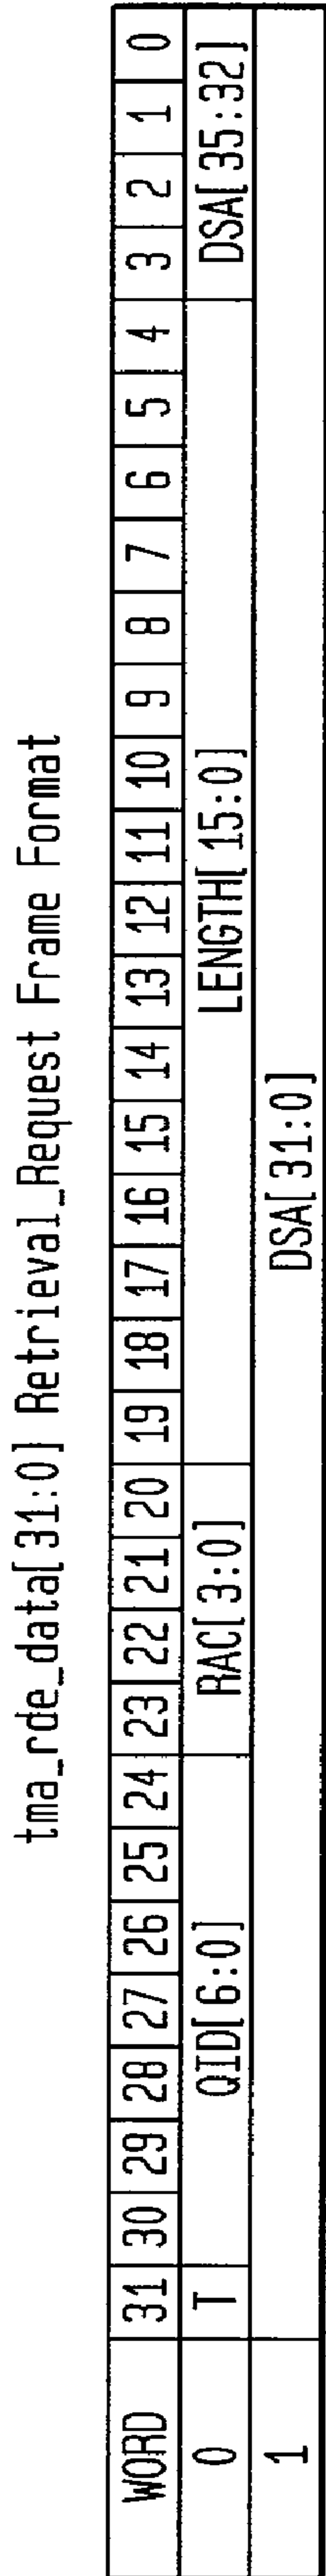 tma_rde_data[31:0] Retrieval_Request Frame Format
WORD 31 30 29 28 27 26 25 24 23 22 21 20 19 18 17 16 15 14 13 12 11 10 9 8 7 6 5 4 3 2 1 0
0 T QID[6:0] RAC[3:0] LENGTH[15:0] DSA[35:32]
1 DSA[31:0]